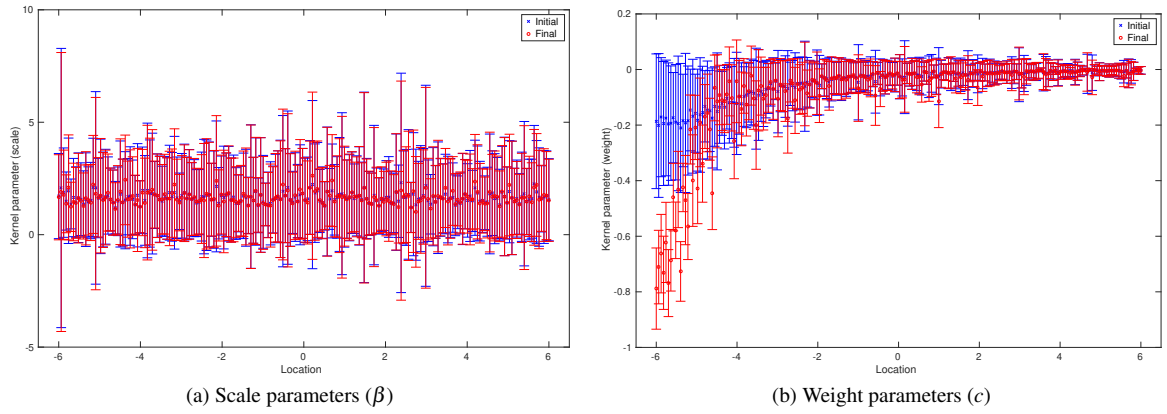 10
5
0
-5
-6
-4
-2
0
2
4
6
Kernel parameter (scale)
Location
Initial
Final
(a) Scale parameters (β)
0.2
0
-0.2
-0.4
-0.6
-0.8
-1
-6
-4
-2
0
2
4
6
Kernel parameter (weight)
Location
Initial
Final
(b) Weight parameters (c)